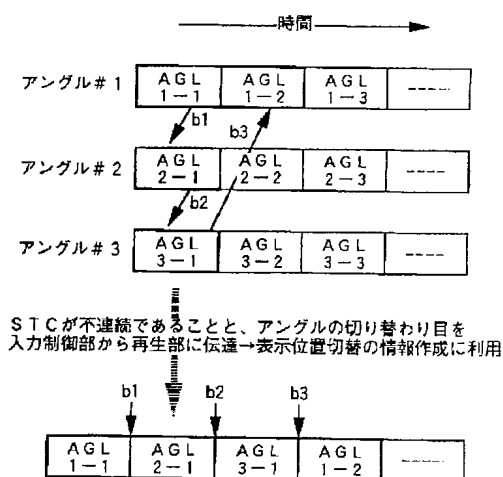 時間
アングル#1
AGL AGL AGL
1−1 1−2 1−3 ----
b1 b3
アングル#2
AGL AGL AGL
2−1 2−2 2−3 ----
b2
アングル#3
AGL AGL AGL
3−1 3−2 3−3 ----
STCが不連続であることと、アングルの切り替わり目を
入力制御部から再生部に伝達→表示位置切替の情報作成に利用
b1 b2 b3
AGL AGL AGL AGL
1−1 2−1 3−1 1−2 ----